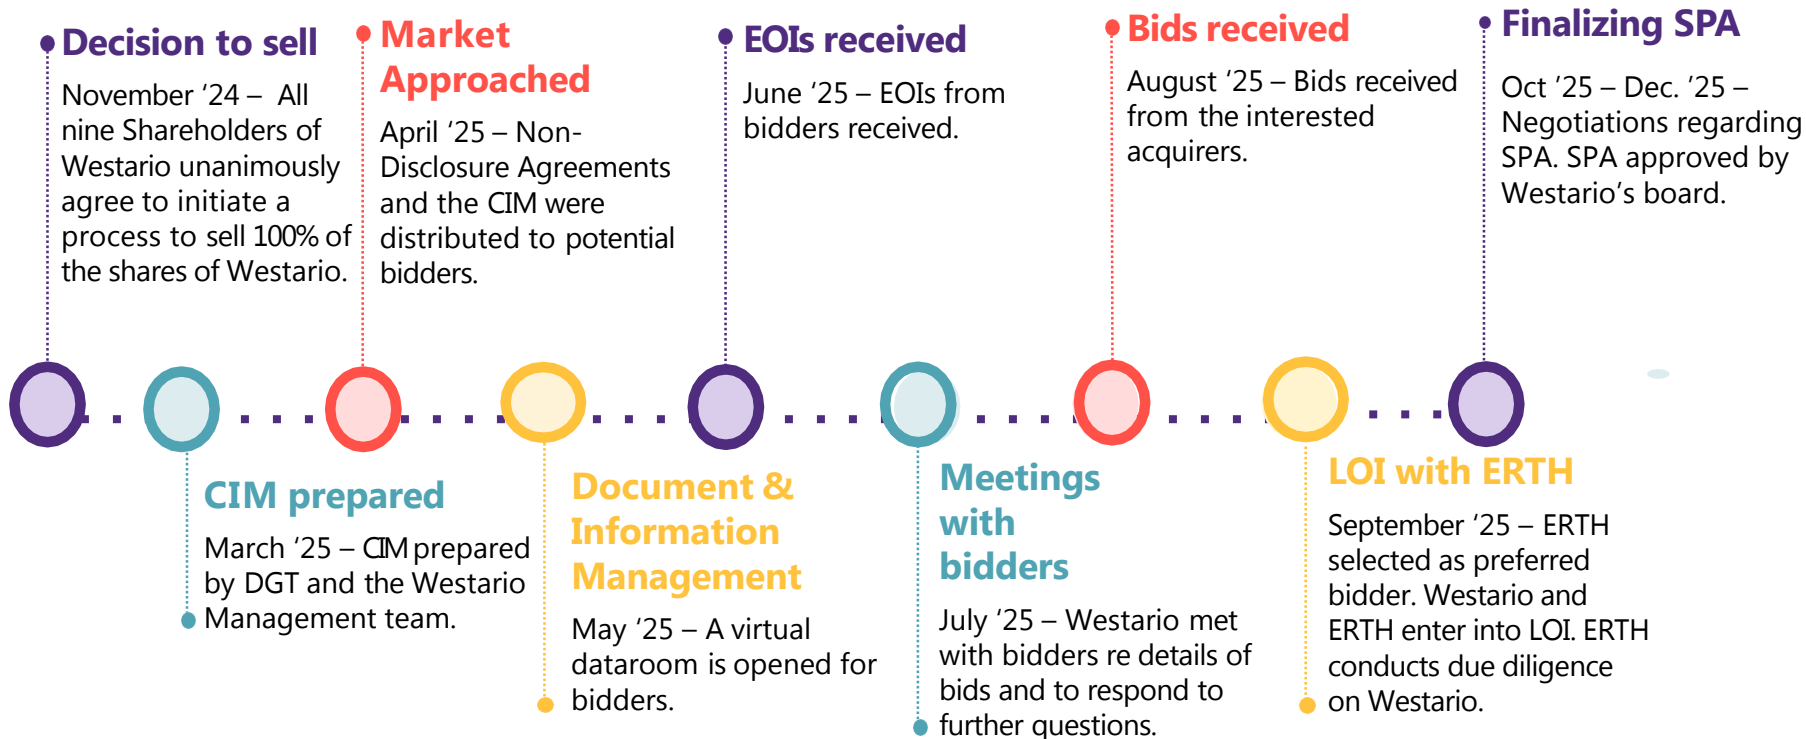 Decision to sell
November ‘24 – All
nine Shareholders of
Westario unanimously
agree to initiate a
process to sell 100% of
the shares of Westario.
CIM prepared
March ‘25 – CIM prepared
by DGT and the Westario
Management team.
Market
Approached
April ‘25 – Non-
Disclosure Agreements
and the CIM were
distributed to potential
bidders.
Document &
Information
Management
May ‘25 – A virtual
dataroom is opened for
bidders.
EOIs received
June ‘25 – EOIs from
bidders received.
Meetings
with
bidders
July ‘25 – Westario met
with bidders re details of
bids and to respond to
further questions.
Bids received
August ‘25 – Bids received
from the interested
acquirers.
LOI with ERTH
September ‘25 – ERTH
selected as preferred
bidder. Westario and
ERTH enter into LOI. ERTH
conducts due diligence
on Westario.
Finalizing SPA
Oct ‘25 – Dec. ‘25 –
Negotiations regarding
SPA. SPA approved by
Westario’s board.